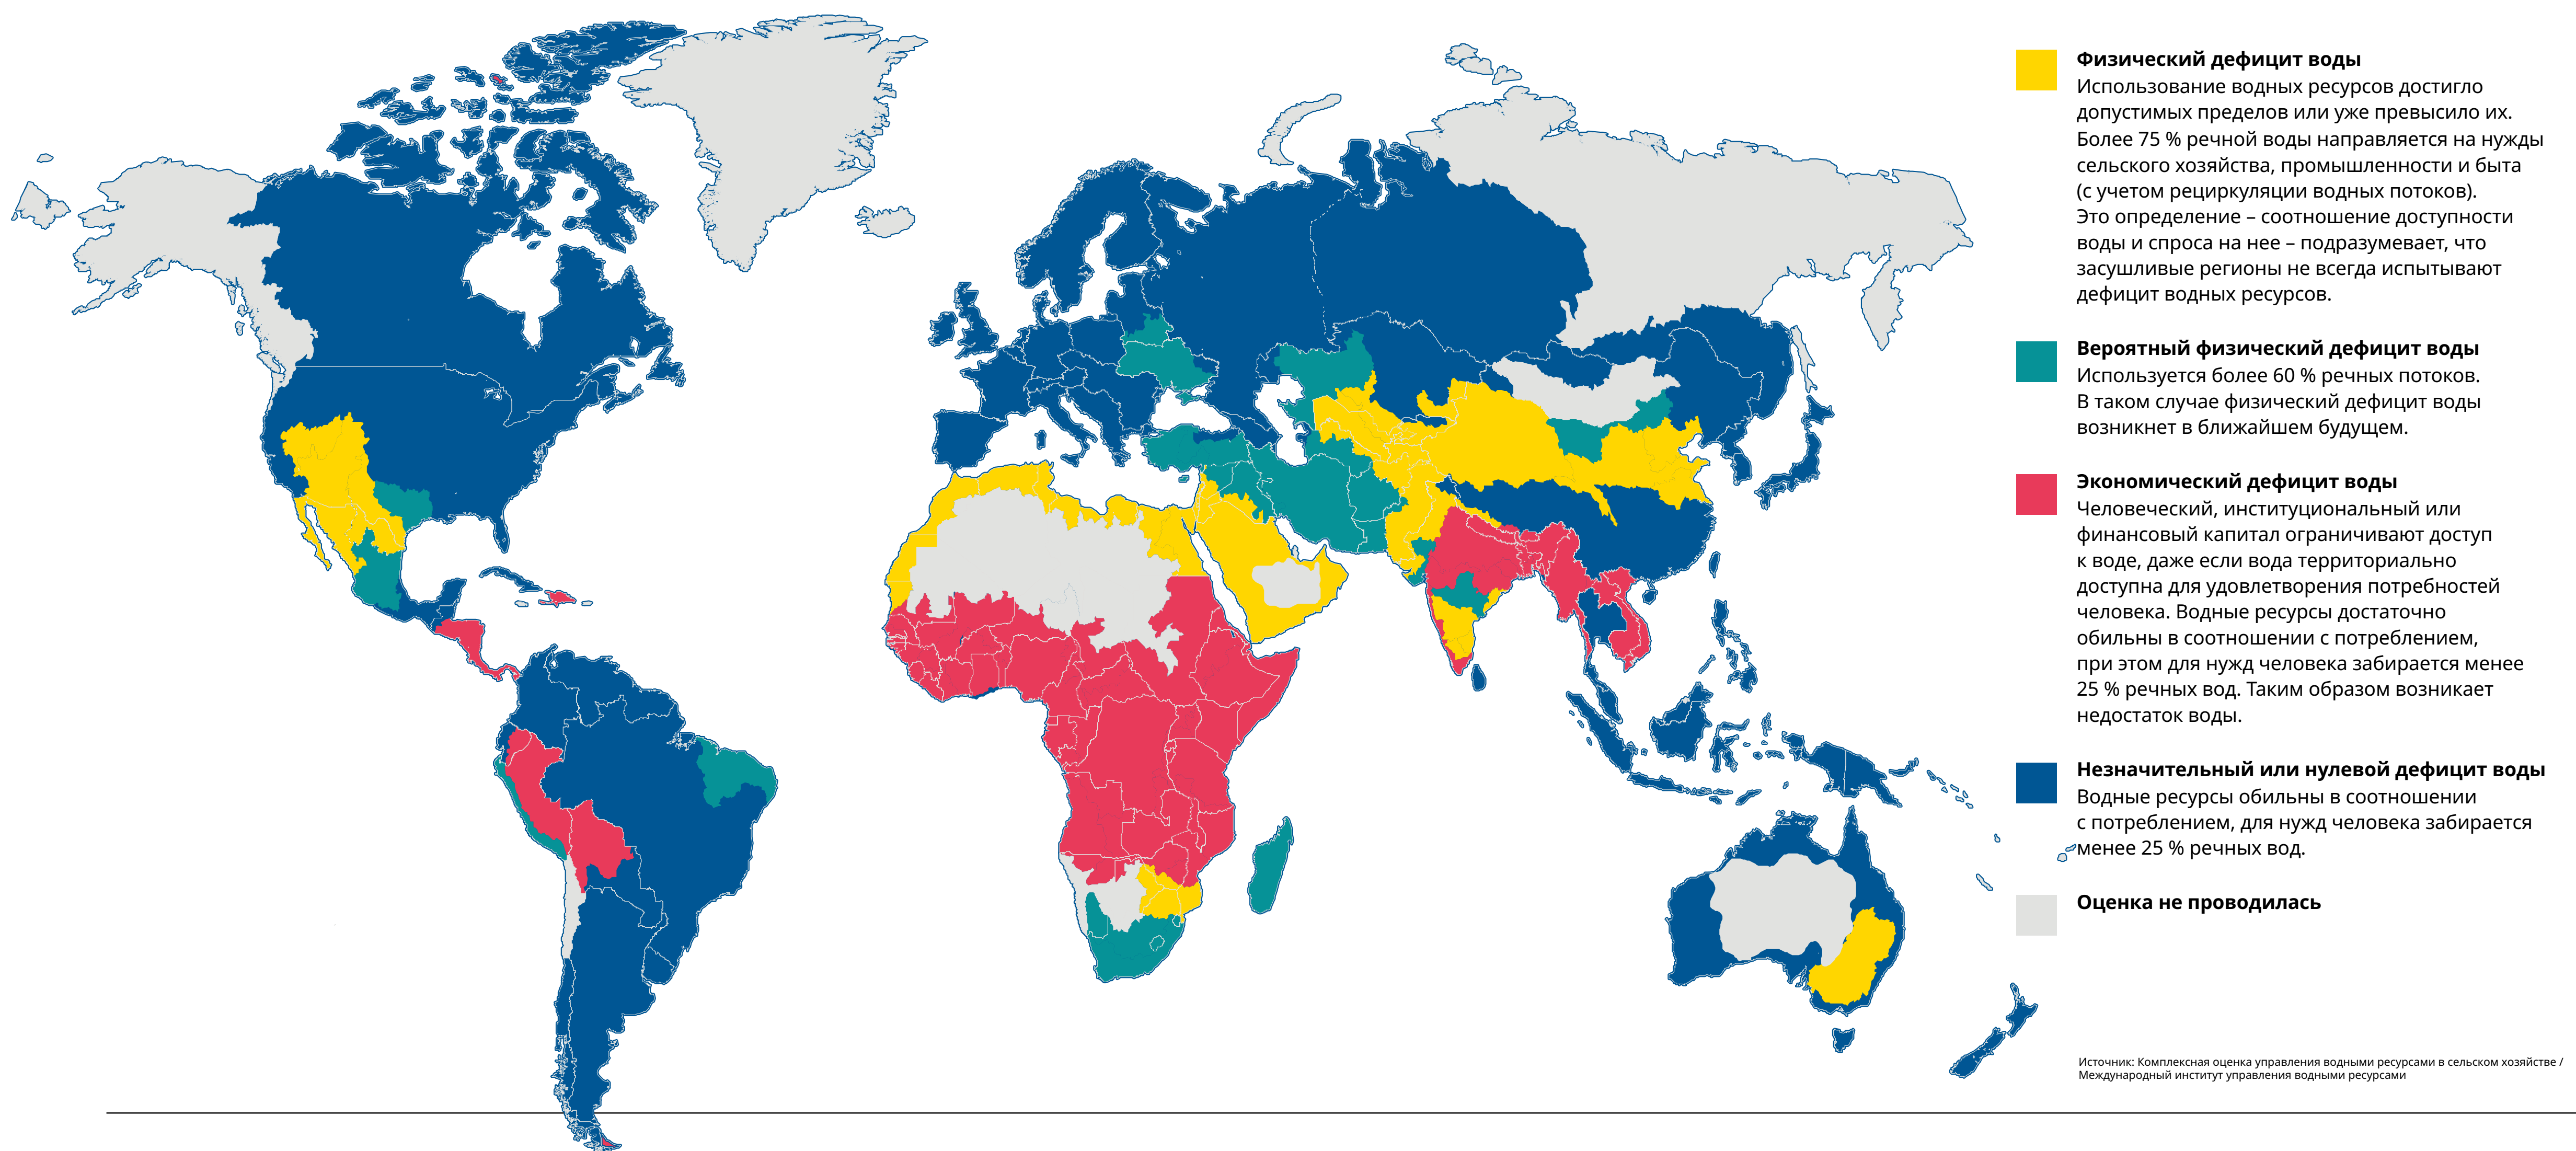 Физический дефицит воды
Использование водных ресурсов достигло
допустимых пределов или уже превысило их.
Более 75 % речной воды направляется на нужды
сельского хозяйства, промышленности и быта
(с учетом рециркуляции водных потоков).
Это определение – соотношение доступности
воды и спроса на нее – подразумевает, что
засушливые регионы не всегда испытывают
дефицит водных ресурсов.
Вероятный физический дефицит воды
Используется более 60 % речных потоков.
В таком случае физический дефицит воды
возникнет в ближайшем будущем.
Экономический дефицит воды
Человеческий, институциональный или
финансовый капитал ограничивают доступ
к воде, даже если вода территориально
доступна для удовлетворения потребностей
человека. Водные ресурсы достаточно
обильны в соотношении с потреблением,
при этом для нужд человека забирается менее
25 % речных вод. Таким образом возникает
недостаток воды.
Незначительный или нулевой дефицит воды
Водные ресурсы обильны в соотношении
с потреблением, для нужд человека забирается
менее 25 % речных вод.
Оценка не проводилась
Источник: Комплексная оценка управления водными ресурсами в сельском хозяйстве /
Международный институт управления водными ресурсами